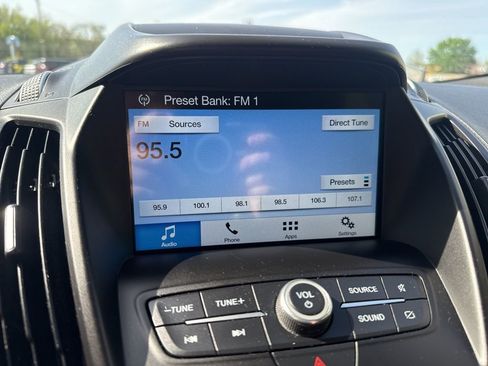 Preset Bank: FM 1
FM Sources
Direct Tune
95.5
Presets
95.9 100.1 98.1 98.5 106.3 107.1
Audio Phone Apps Settings
–TUNE TUNE+ VOL SOURCE
SOUND